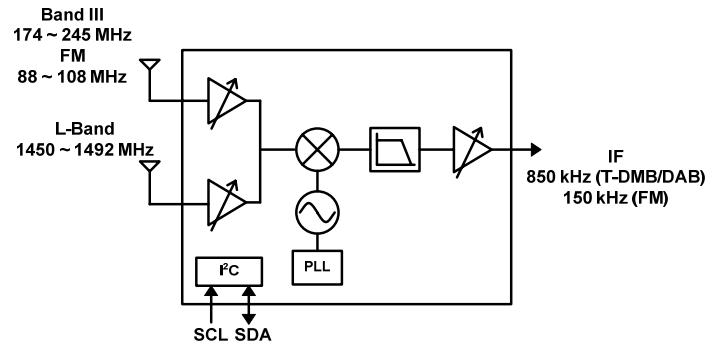 Band III
174 ~ 245 MHz
FM
88 ~ 108 MHz
L-Band
1450 ~ 1492 MHz
IF
850 kHz (T-DMB/DAB)
150 kHz (FM)
PLL
I²C
SCL SDA